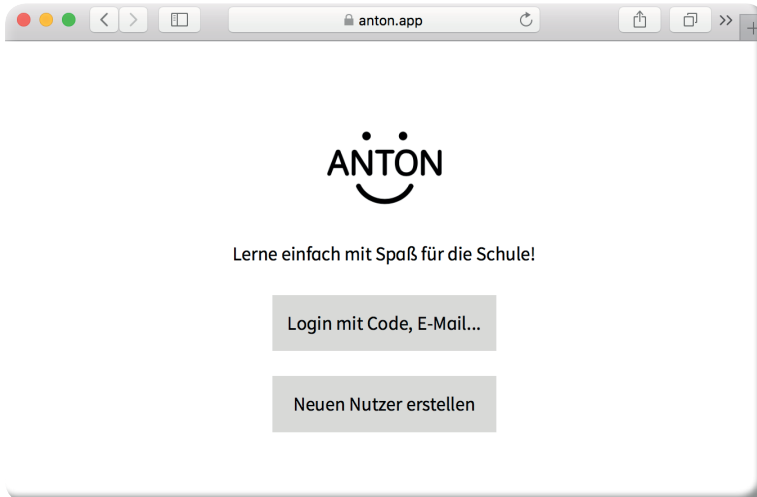 anton.app
ANTON
Lerne einfach mit Spaß für die Schule!
Login mit Code, E-Mail...
Neuen Nutzer erstellen